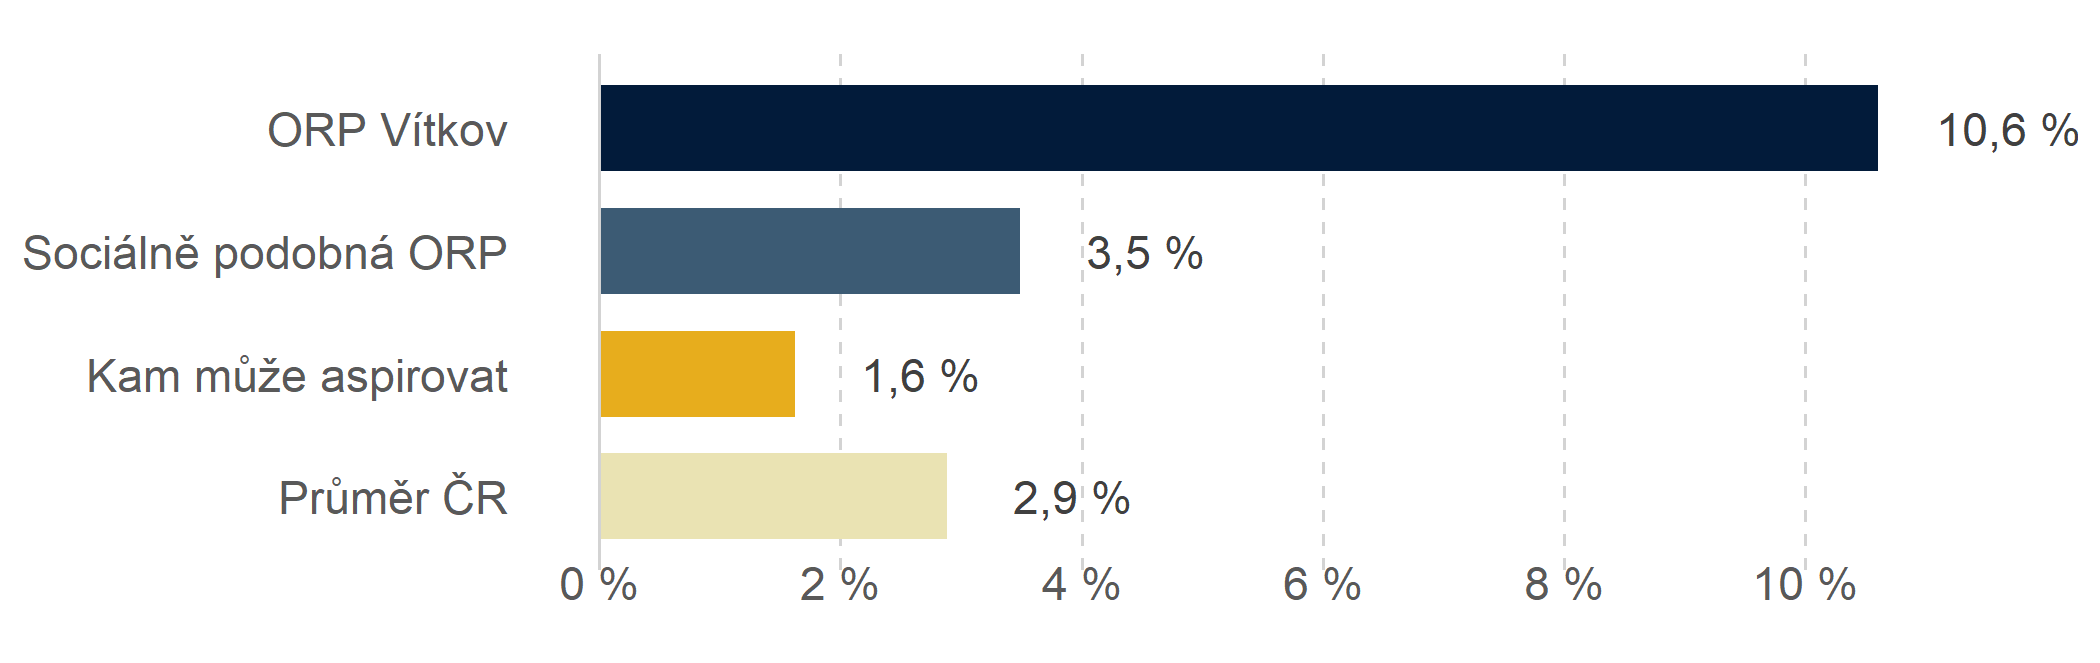 ORP Vítkov
10,6 %
Sociálně podobná ORP
3,5 %
Kam může aspirovat
1,6 %
Průměr ČR
2,9 %
0 %
2 %
4 %
6 %
8 %
10 %